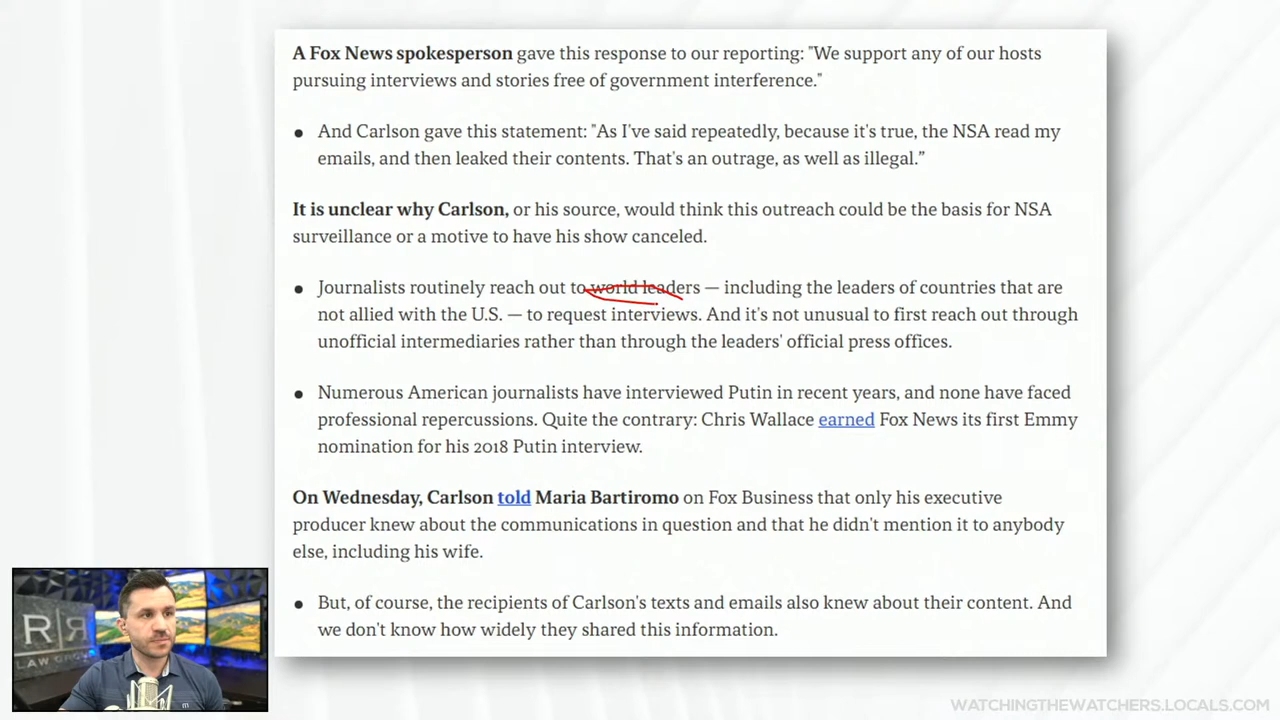 A Fox News spokesperson gave this response to our reporting: "We support any of our hosts
pursuing interviews and stories free of government interference."
● And Carlson gave this statement: "As I've said repeatedly, because it's true, the NSA read my
emails, and then leaked their contents. That's an outrage, as well as illegal.”
It is unclear why Carlson, or his source, would think this outreach could be the basis for NSA
surveillance or a motive to have his show canceled.
● Journalists routinely reach out to world leaders — including the leaders of countries that are
not allied with the U.S. — to request interviews. And it's not unusual to first reach out through
unofficial intermediaries rather than through the leaders' official press offices.
● Numerous American journalists have interviewed Putin in recent years, and none have faced
professional repercussions. Quite the contrary: Chris Wallace earned Fox News its first Emmy
nomination for his 2018 Putin interview.
On Wednesday, Carlson told Maria Bartiromo on Fox Business that only his executive
producer knew about the communications in question and that he didn't mention it to anybody
else, including his wife.
● But, of course, the recipients of Carlson's texts and emails also knew about their content. And
we don't know how widely they shared this information.
R|R
LAW GROUP
WATCHINGTHEWATCHERS.LOCALS.COM